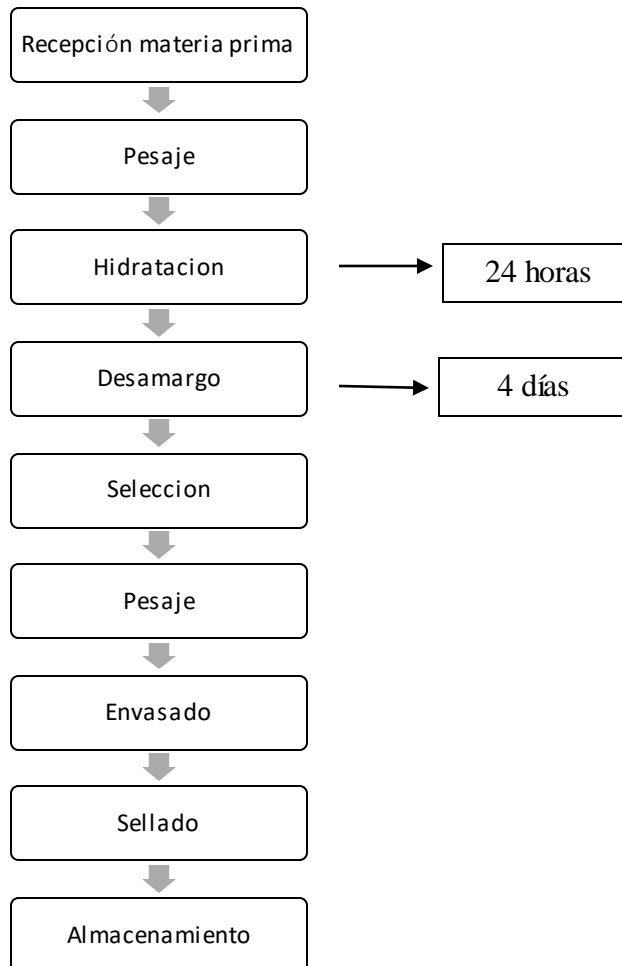 Recepción materia prima
Pesaje
Hidratacion
24 horas
Desamargo
4 días
Seleccion
Pesaje
Envasado
Sellado
Almacenamiento